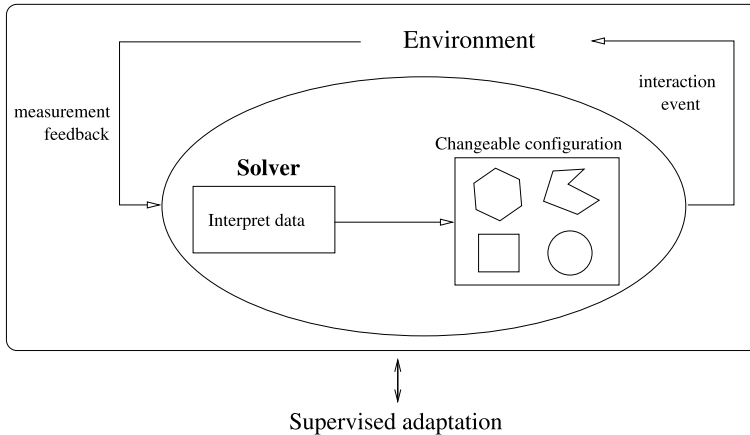 Environment
measurement
feedback
interaction
event
Changeable configuration
Solver
Interpret data
Supervised adaptation